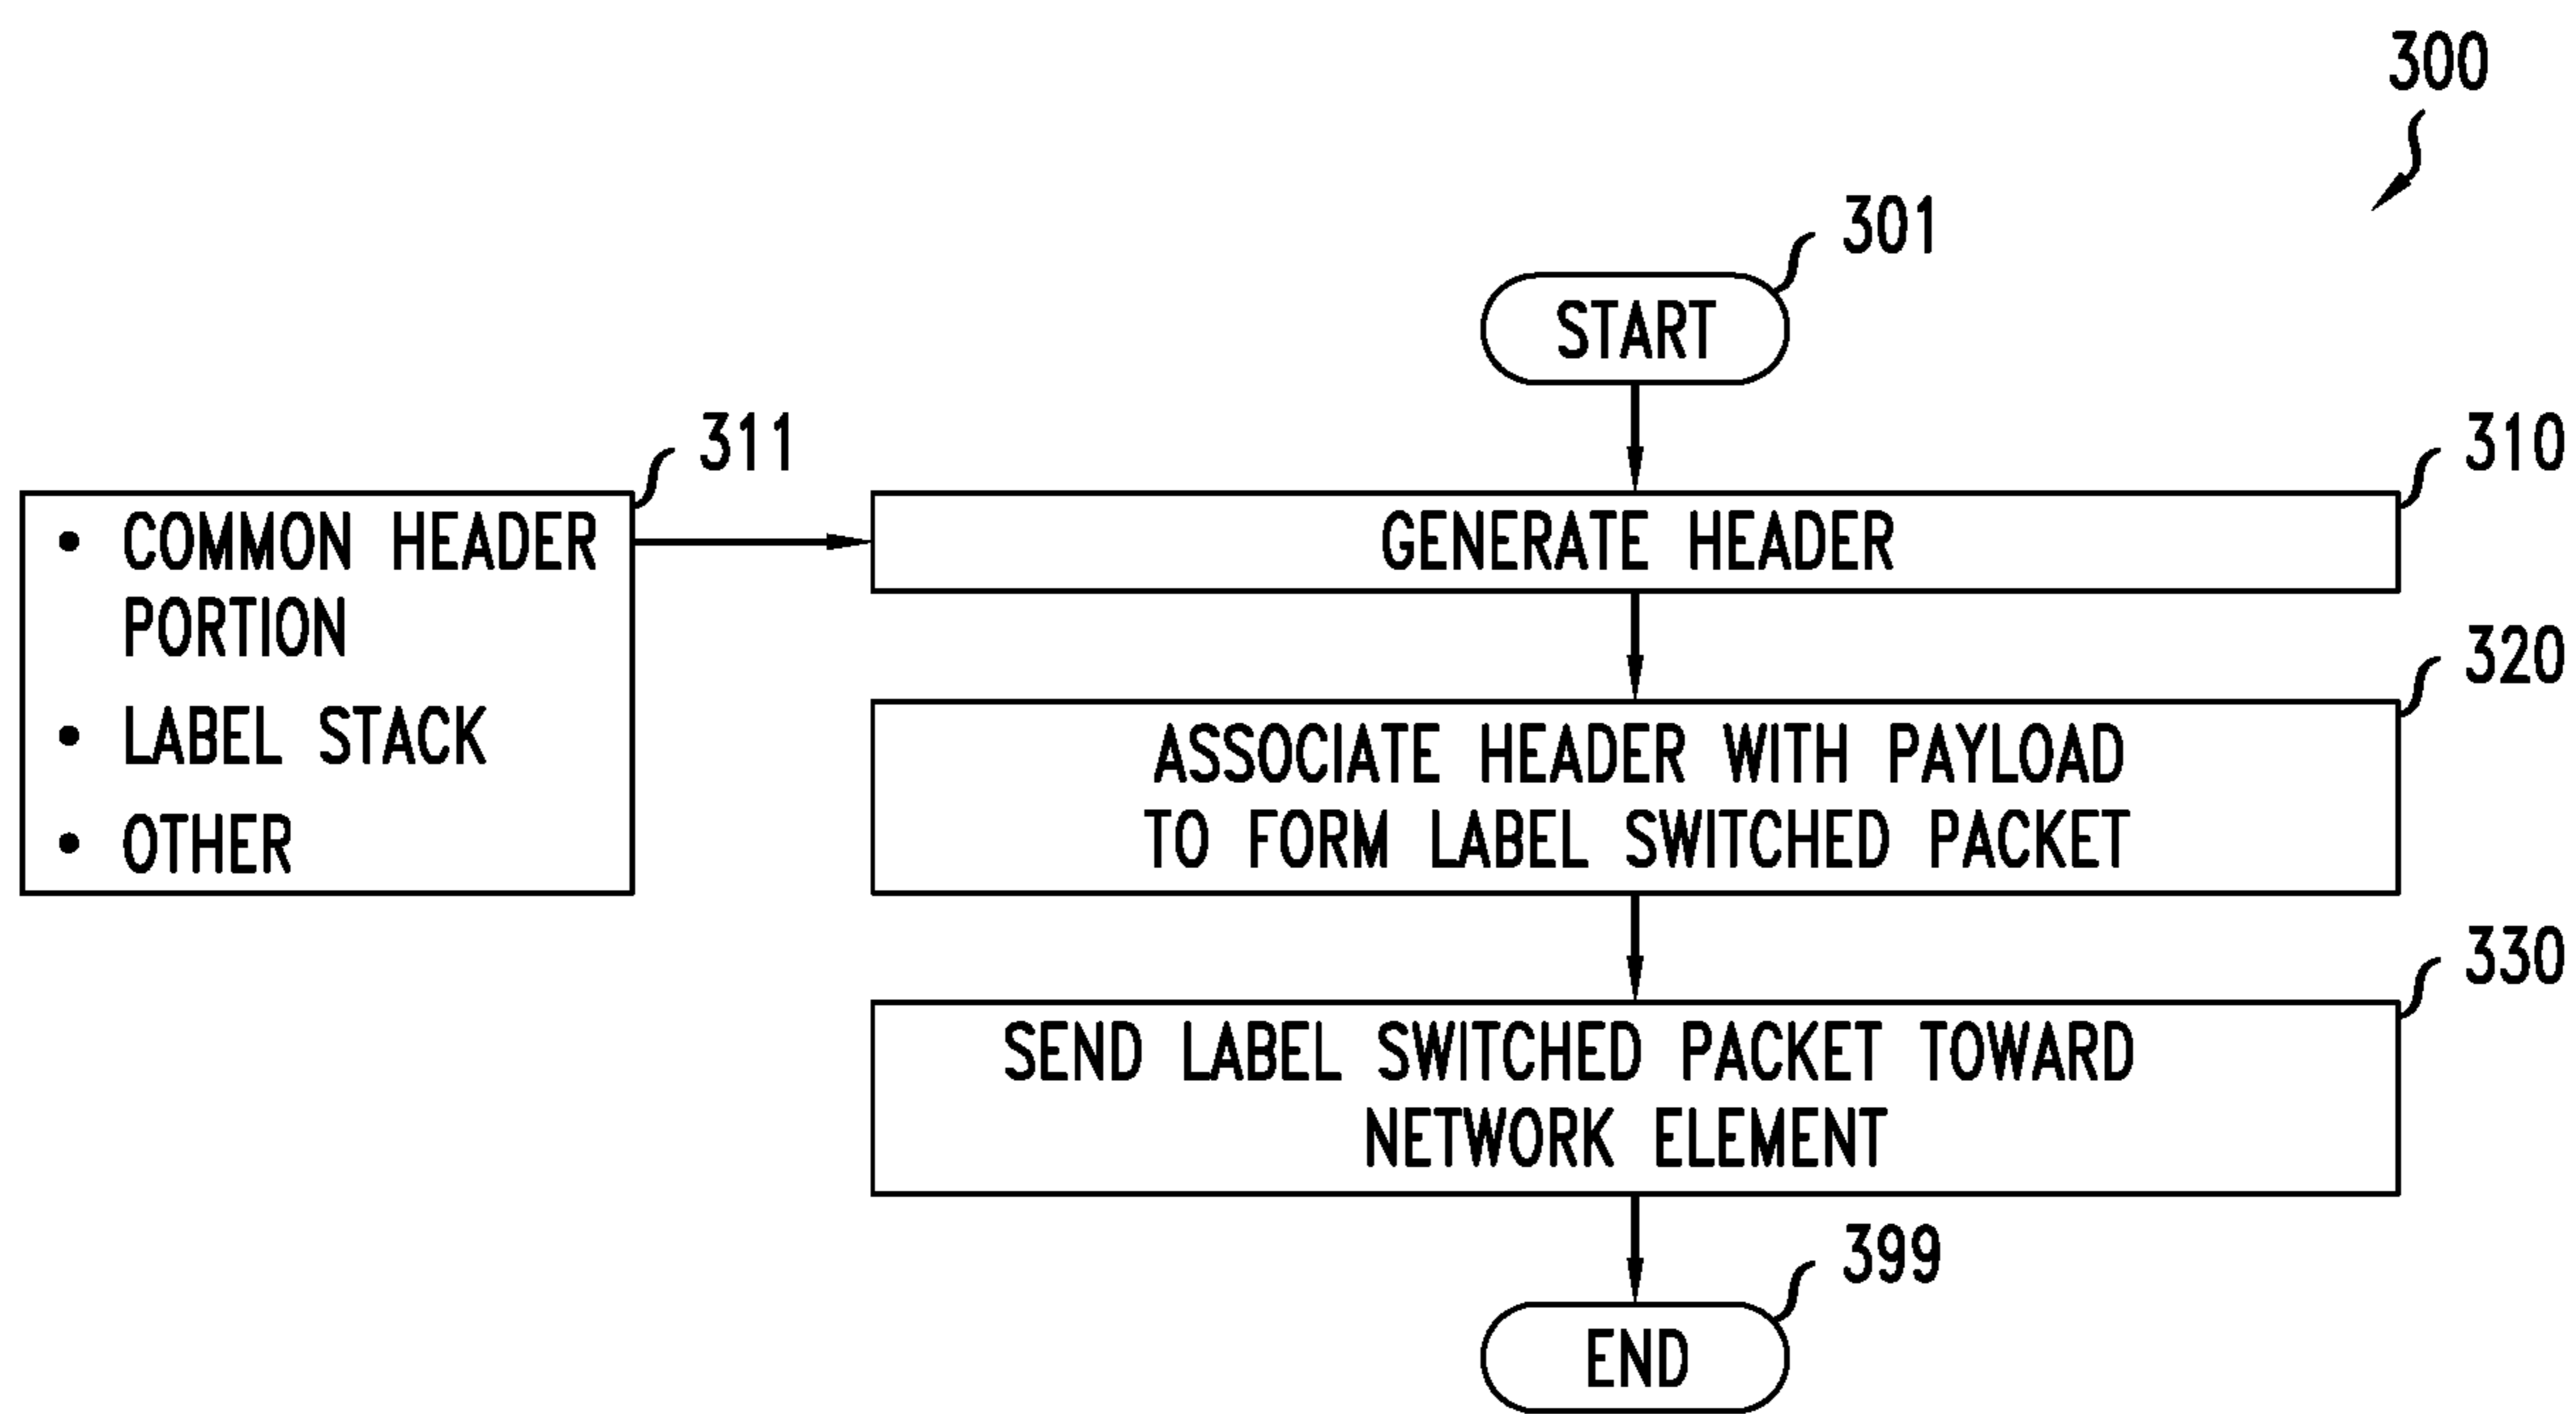 300
301
START
311
310
• COMMON HEADER
PORTION
• LABEL STACK
• OTHER
GENERATE HEADER
320
ASSOCIATE HEADER WITH PAYLOAD
TO FORM LABEL SWITCHED PACKET
330
SEND LABEL SWITCHED PACKET TOWARD
NETWORK ELEMENT
399
END